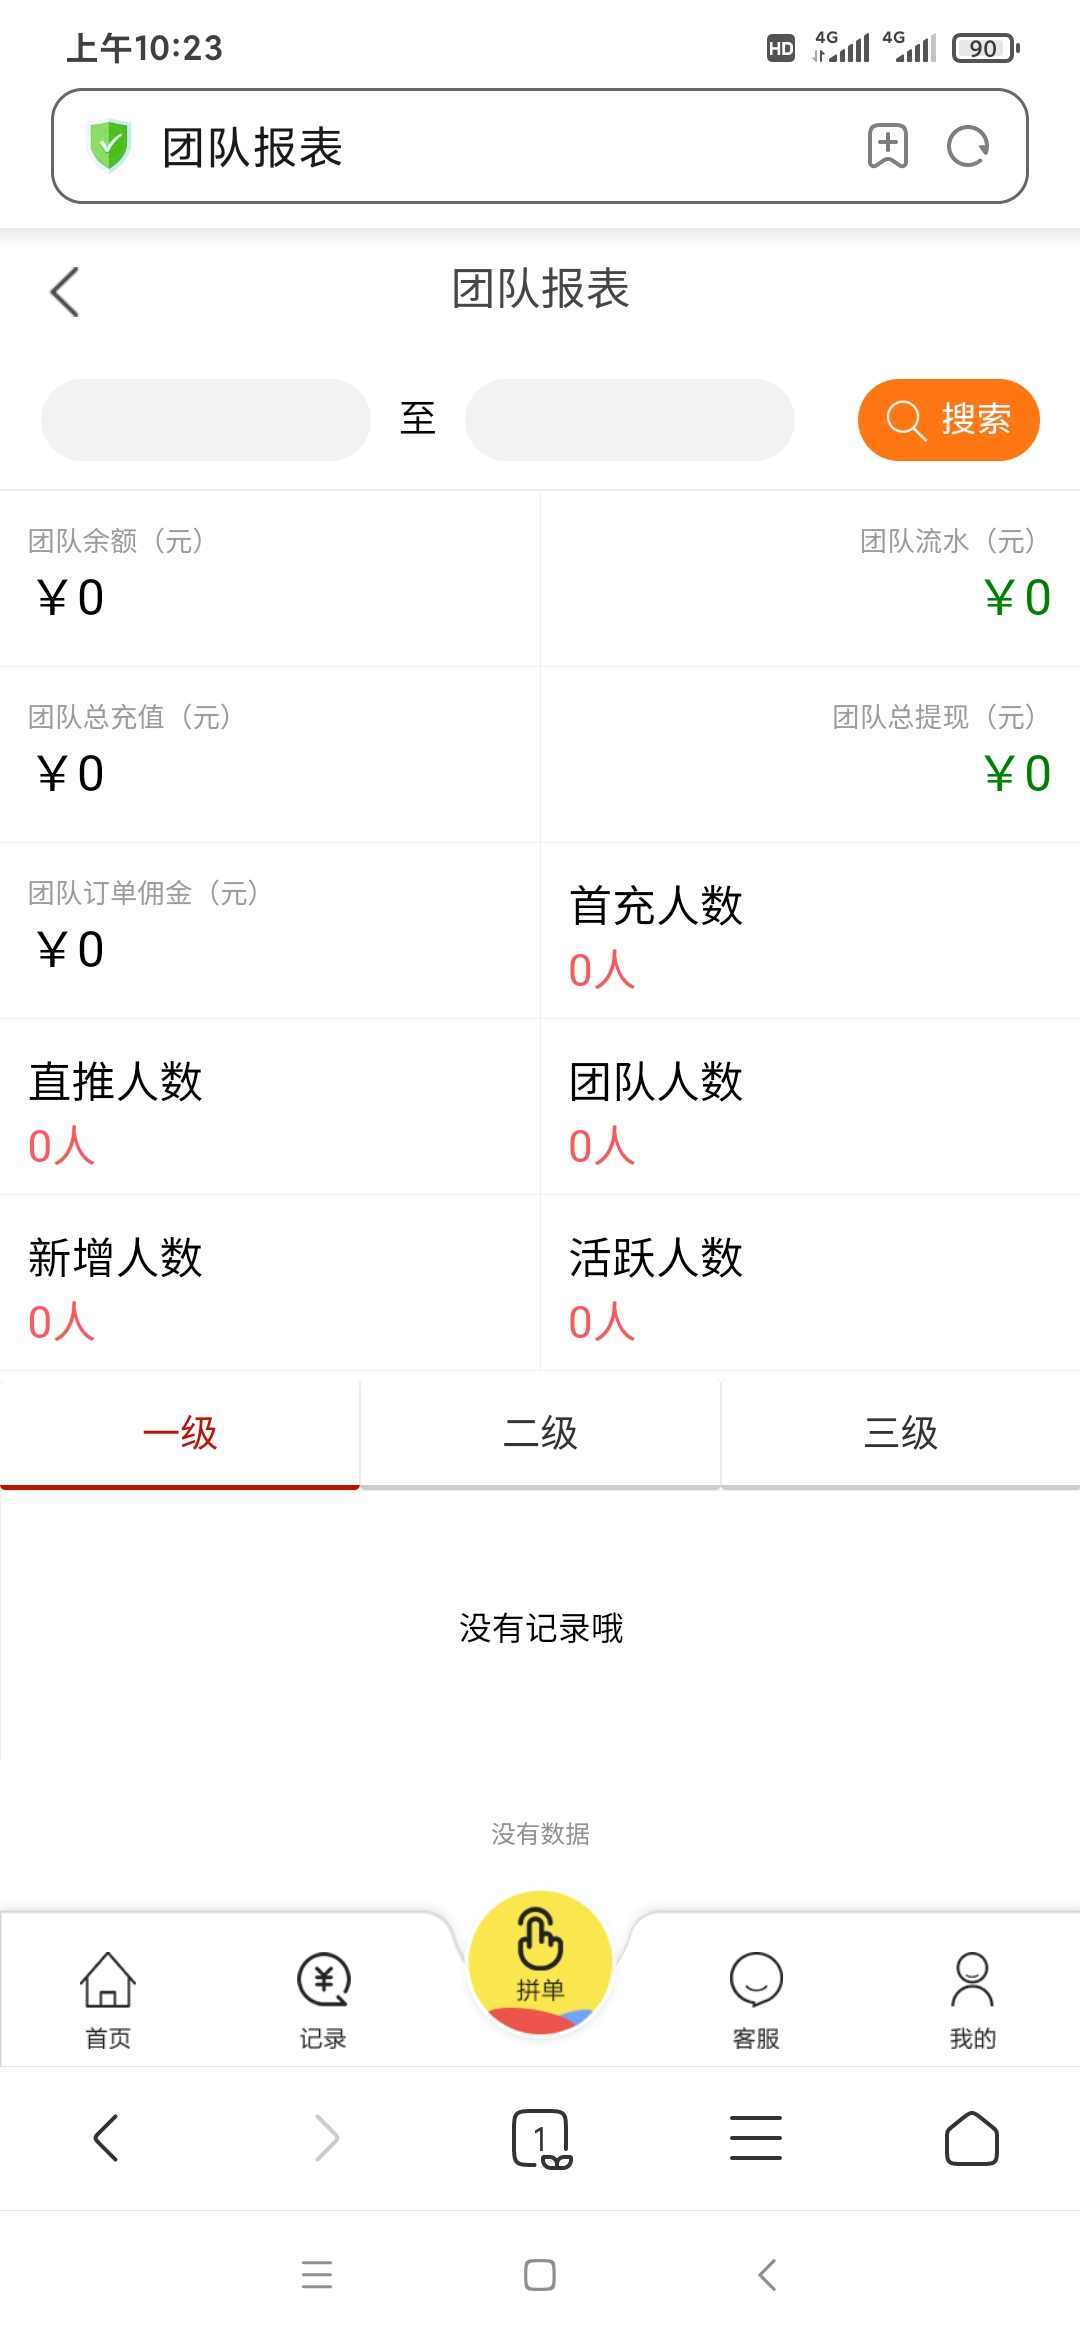 上午10:23
HD 4G 4G 90
团队报表
团队报表
至
搜索
团队余额（元）
¥0
团队流水（元）
¥0
团队总充值（元）
¥0
团队总提现（元）
¥0
团队订单佣金（元）
¥0
首充人数
0人
直推人数
0人
团队人数
0人
新增人数
0人
活跃人数
0人
一级 二级 三级
没有记录哦
没有数据
首页 记录 拼单 客服 我的
1